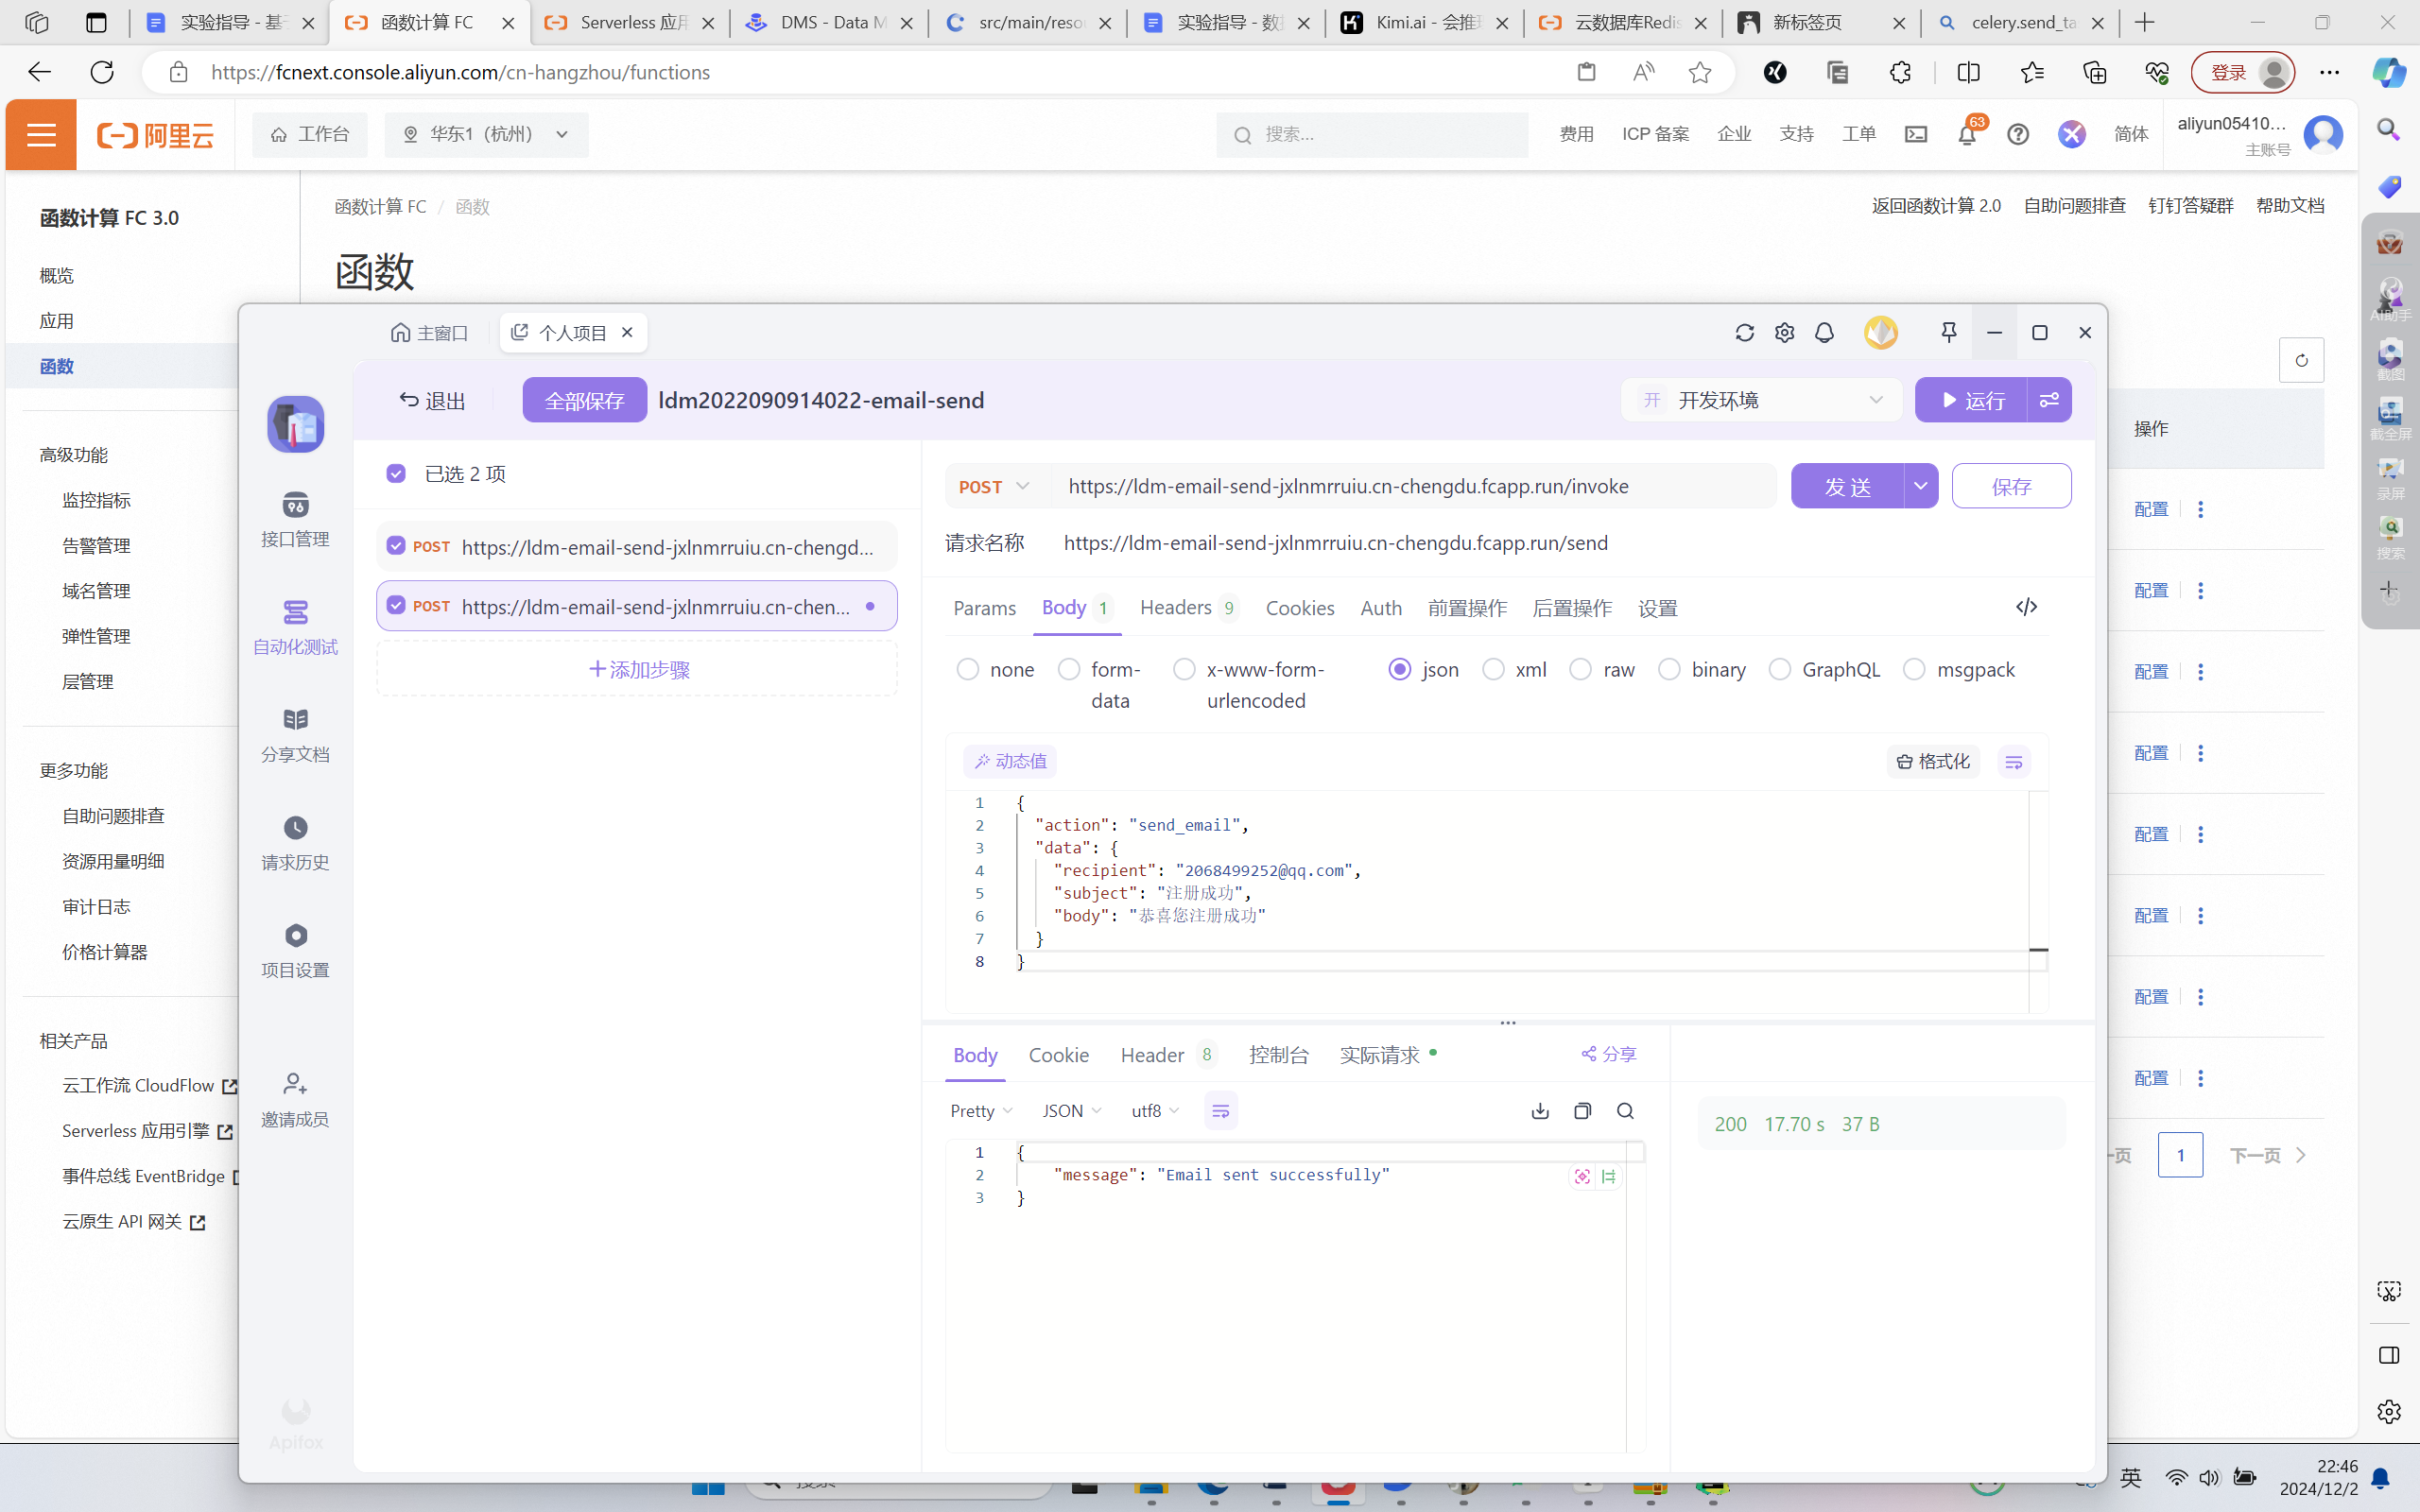 实验指导 - 基于
函数计算 FC
Serverless 应用
DMS - Data M
src/main/reso
实验指导 - 数据
Kimi.ai - 会推理
云数据库Redis
新标签页
celery.send_ta
https://fcnext.console.aliyun.com/cn-hangzhou/functions
登录
阿里云
工作台
华东1（杭州）
搜索...
费用
ICP 备案
企业
支持
工单
63
简体
aliyun05410...
主账号
函数计算 FC 3.0
概览
应用
函数
高级功能
监控指标
告警管理
域名管理
弹性管理
层管理
更多功能
自助问题排查
资源用量明细
审计日志
价格计算器
相关产品
云工作流 CloudFlow
Serverless 应用引擎
事件总线 EventBridge
云原生 API 网关
函数计算 FC / 函数
返回函数计算 2.0
自助问题排查
钉钉答疑群
帮助文档
函数
操作
配置
配置
配置
配置
配置
配置
配置
配置
一页
1
下一页
主窗口
个人项目
退出
全部保存
ldm2022090914022-email-send
开
开发环境
运行
接口管理
自动化测试
分享文档
请求历史
项目设置
邀请成员
Apifox
已选 2 项
POST https://ldm-email-send-jxlnmrruiu.cn-chengd...
POST https://ldm-email-send-jxlnmrruiu.cn-chen...
添加步骤
POST
https://ldm-email-send-jxlnmrruiu.cn-chengdu.fcapp.run/invoke
发 送
保存
请求名称
https://ldm-email-send-jxlnmrruiu.cn-chengdu.fcapp.run/send
Params
Body 1
Headers 9
Cookies
Auth
前置操作
后置操作
设置
none
form-data
x-www-form-urlencoded
json
xml
raw
binary
GraphQL
msgpack
动态值
格式化
1 {
2 "action": "send_email",
3 "data": {
4 "recipient": "2068499252@qq.com",
5 "subject": "注册成功",
6 "body": "恭喜您注册成功"
7 }
8 }
Body
Cookie
Header 8
控制台
实际请求
分享
Pretty
JSON
utf8
1 {
2 "message": "Email sent successfully"
3 }
200 17.70 s 37 B
AI助手
截图
截全屏
录屏
搜索
英
22:46
2024/12/2